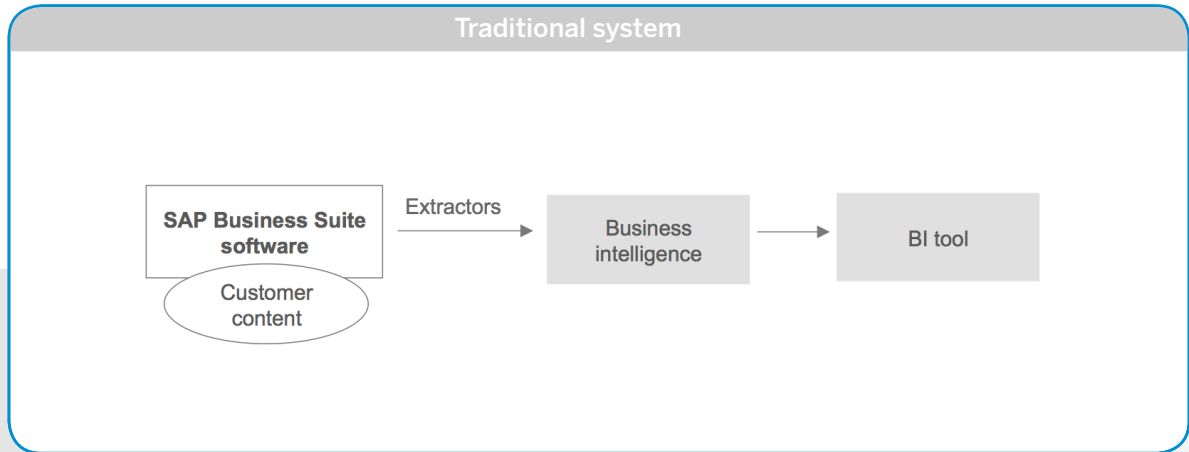 Traditional system
SAP Business Suite
software
Customer
content
Extractors
Business
intelligence
BI tool